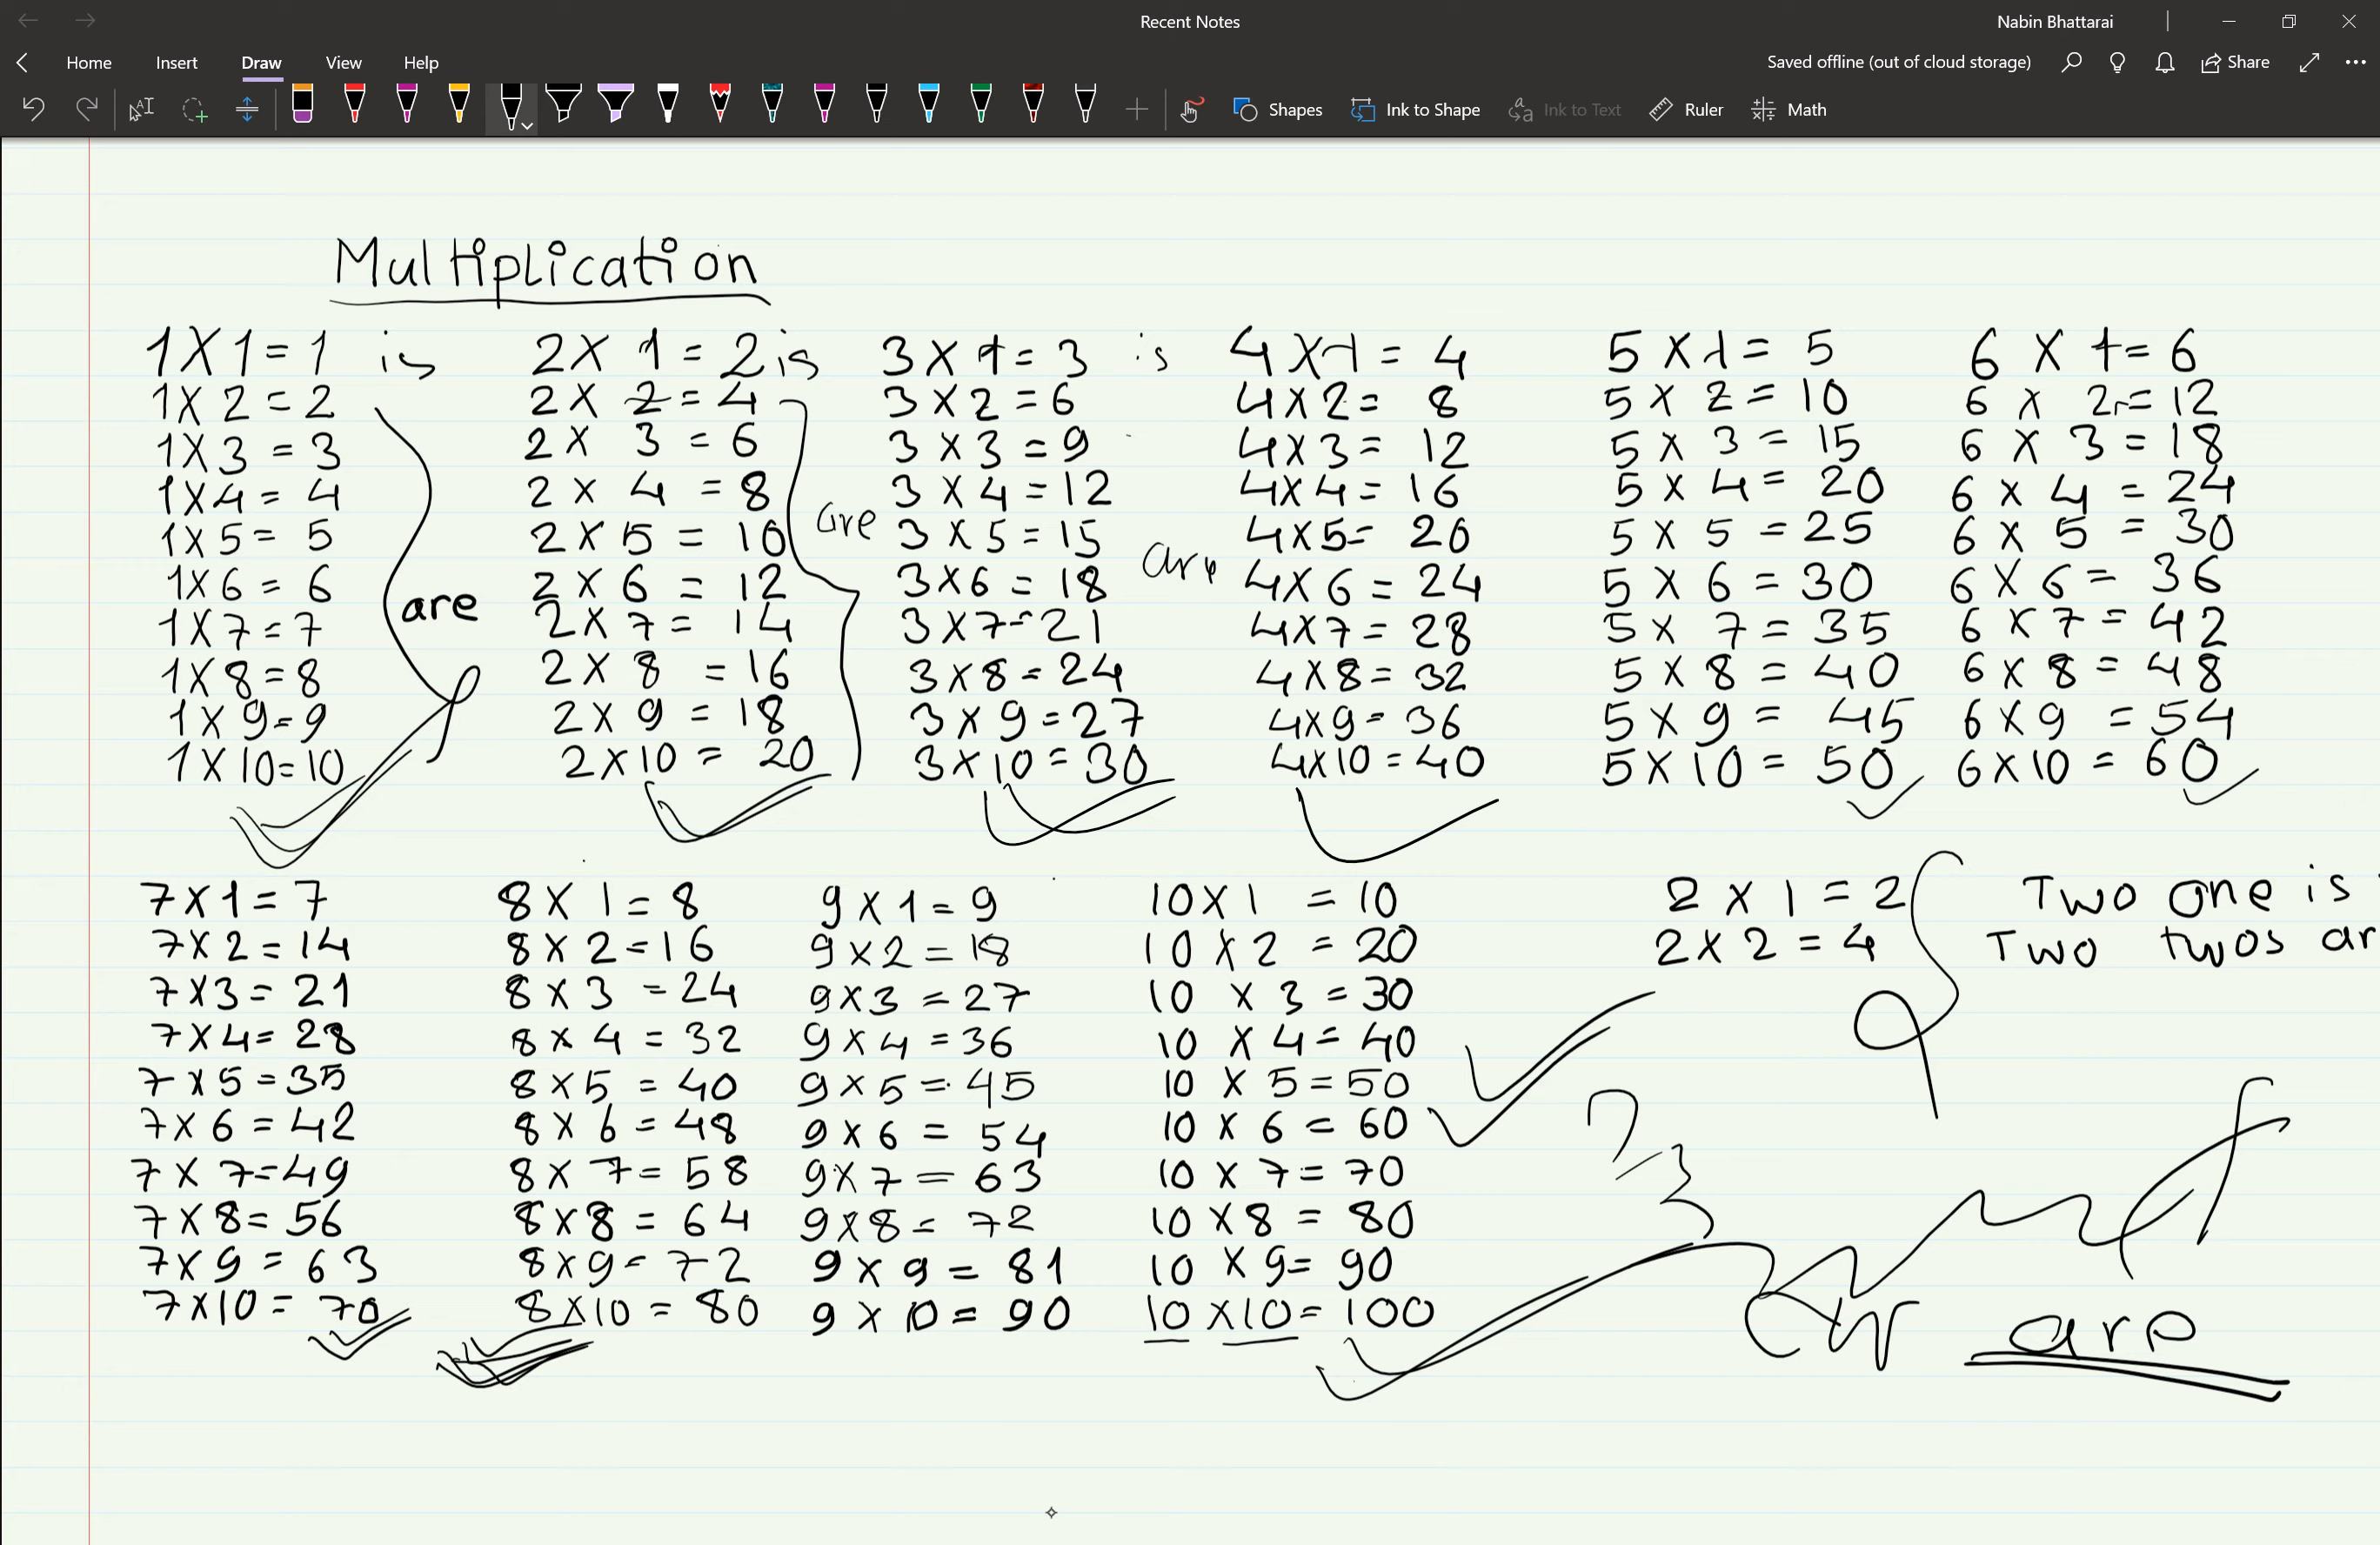 Recent Notes
Nabin Bhattarai
Home Insert Draw View Help
Saved offline (out of cloud storage)
Share
Shapes
Ink to Shape
Ink to Text
Ruler
Math
Multiplication
1X1=1 is
1X2=2
1X3=3
1X4=4
1X5=5
1X6=6
1X7=7
1X8=8
1X9=9
1X10=10
are
2X1=2 is
2X2=4
2X3=6
2X4=8
2X5=10
2X6=12
2X7=14
2X8=16
2X9=18
2X10=20
are
3X1=3 is
3X2=6
3X3=9
3X4=12
3X5=15
3X6=18
3X7=21
3X8=24
3X9=27
3X10=30
are
4X1=4
4X2=8
4X3=12
4X4=16
4X5=20
4X6=24
4X7=28
4X8=32
4X9=36
4X10=40
5X1=5
5X2=10
5X3=15
5X4=20
5X5=25
5X6=30
5X7=35
5X8=40
5X9=45
5X10=50
6X1=6
6X2=12
6X3=18
6X4=24
6X5=30
6X6=36
6X7=42
6X8=48
6X9=54
6X10=60
7X1=7
7X2=14
7X3=21
7X4=28
7X5=35
7X6=42
7X7=49
7X8=56
7X9=63
7X10=70
8X1=8
8X2=16
8X3=24
8X4=32
8X5=40
8X6=48
8X7=58
8X8=64
8X9=72
8X10=80
9X1=9
9X2=18
9X3=27
9X4=36
9X5=45
9X6=54
9X7=63
9X8=72
9X9=81
9X10=90
10X1=10
10X2=20
10X3=30
10X4=40
10X5=50
10X6=60
10X7=70
10X8=80
10X9=90
10X10=100
2X1=2 Two one is
2X2=4 Two twos ar
are